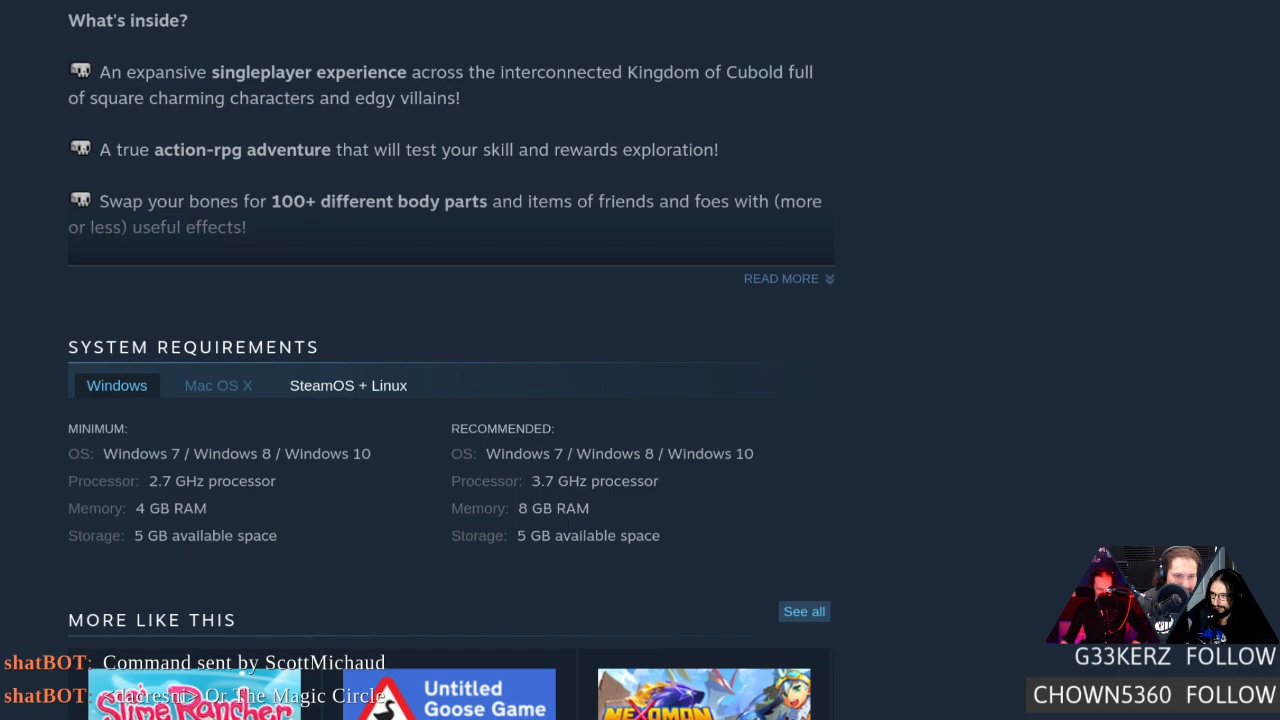 What's inside?
An expansive singleplayer experience across the interconnected Kingdom of Cubold full
of square charming characters and edgy villains!
A true action-rpg adventure that will test your skill and rewards exploration!
Swap your bones for 100+ different body parts and items of friends and foes with (more
or less) useful effects!
READ MORE
SYSTEM REQUIREMENTS
Windows Mac OS X SteamOS + Linux
MINIMUM:
OS: Windows 7 / Windows 8 / Windows 10
Processor: 2.7 GHz processor
Memory: 4 GB RAM
Storage: 5 GB available space
RECOMMENDED:
OS: Windows 7 / Windows 8 / Windows 10
Processor: 3.7 GHz processor
Memory: 8 GB RAM
Storage: 5 GB available space
MORE LIKE THIS
See all
shatBOT: Command sent by ScottMichaud
shatBOT: <dacresni> Or The Magic Circle
Slime Rancher
Untitled
Goose Game
NEXOMON
G33KERZ FOLLOW
CHOWN5360 FOLLOW